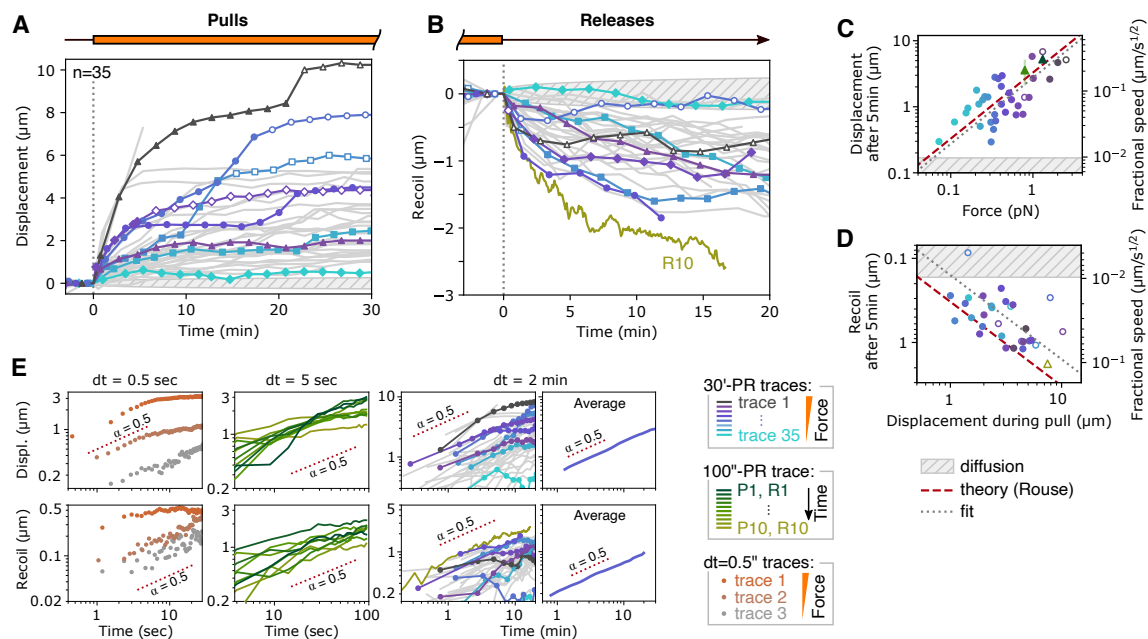 A
Pulls
n=35
Displacement (μm)
10
8
6
4
2
0
0
10
20
30
Time (min)
B
Releases
Recoil (μm)
0
−1
−2
−3
R10
0
5
10
15
20
Time (min)
C
Displacement
after 5min (μm)
10
1
0.1
0.1
1
Force (pN)
10⁻¹
10⁻²
Fractional speed (μm/s^1/2)
D
Recoil
after 5min (μm)
0.1
1
1
10
Displacement during pull (μm)
10⁻²
10⁻¹
Fractional speed (μm/s^1/2)
diffusion
theory (Rouse)
fit
E
dt = 0.5 sec
dt = 5 sec
dt = 2 min
Displ. (μm)
3
1
0.2
α = 0.5
3
1
0.2
α = 0.5
10
1
α = 0.5
Average
α = 0.5
Recoil (μm)
0.5
0.1
0.02
α = 0.5
1
10
Time (sec)
1
0.2
α = 0.5
10
100
Time (sec)
5
1
0.2
α = 0.5
1
10
Average
α = 0.5
1
10
Time (min)
30'-PR traces:
trace 1
⋮
trace 35
Force
100"-PR trace:
P1, R1
⋮
P10, R10
Time
dt=0.5" traces:
trace 1
trace 2
trace 3
Force